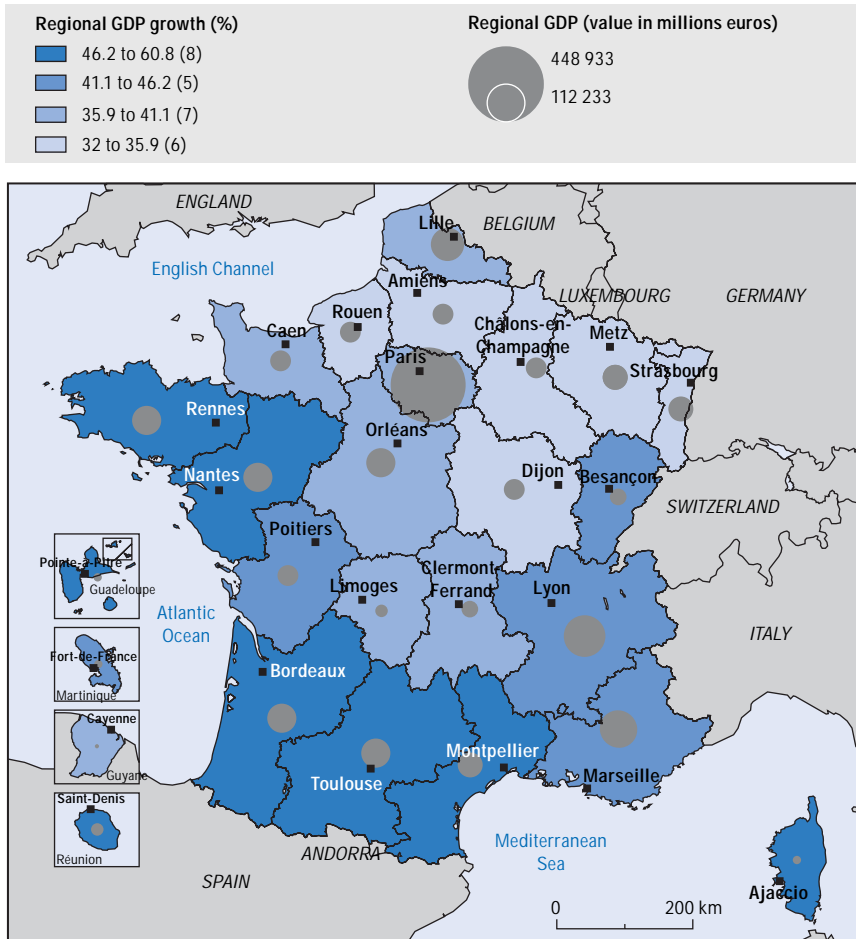 Regional GDP growth (%)
46.2 to 60.8 (8)
41.1 to 46.2 (5)
35.9 to 41.1 (7)
32 to 35.9 (6)
Regional GDP (value in millions euros)
448 933
112 233
ENGLAND
Lille
BELGIUM
English Channel
Amiens
LUXEMBOURG
GERMANY
Rouen
Caen
Châlons-en-
Champagne
Metz
Paris
Strasbourg
Rennes
Orléans
Nantes
Dijon
Besançon
SWITZERLAND
Poitiers
Pointe-à-Pitre
Guadeloupe
Limoges
Clermont-
Ferrand
Lyon
Atlantic
Ocean
ITALY
Fort-de-France
Martinique
Bordeaux
Cayenne
Guyane
Montpellier
Toulouse
Marseille
Saint-Denis
Réunion
ANDORRA
Mediterranean
Sea
SPAIN
Ajaccio
0 200 km